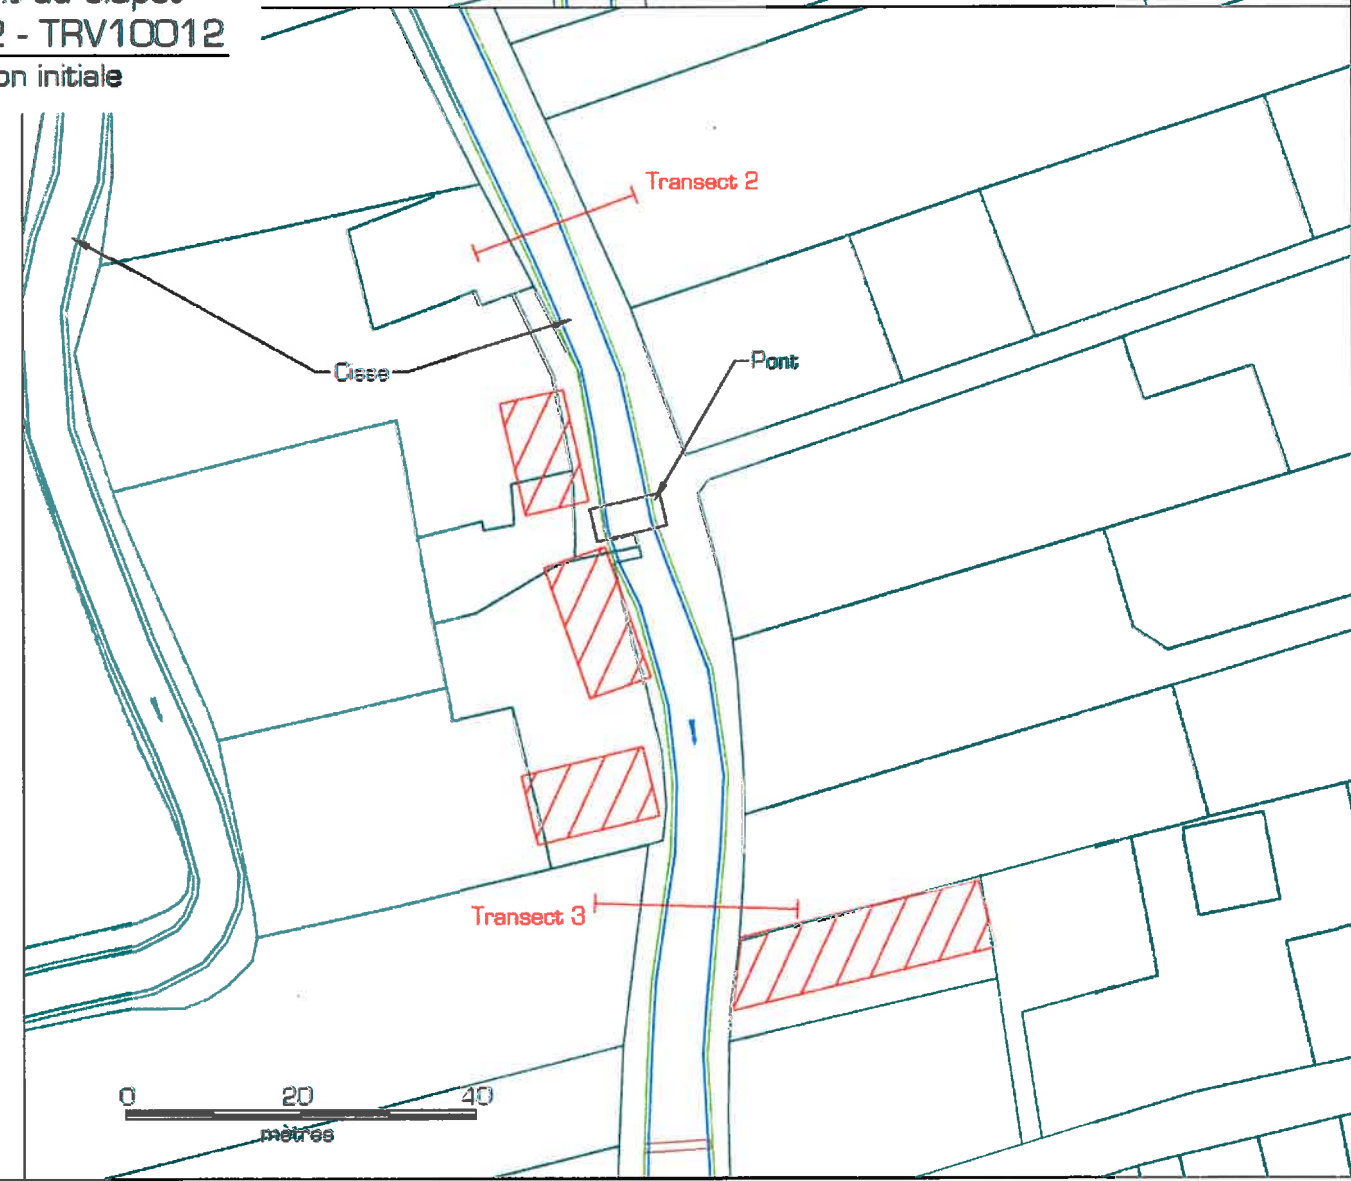 2 - TRV10012
on initiale
Transect 2
Pont
Cisse
Transect 3
0 20 40
mètres